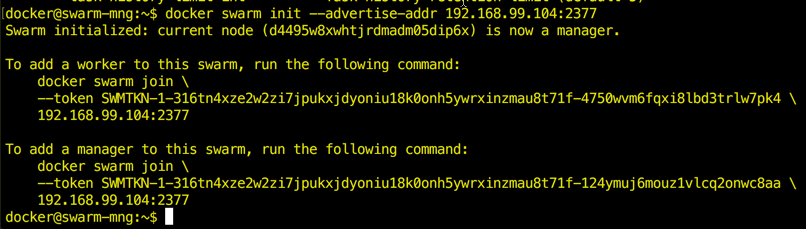 docker@swarm-mng:~$ docker swarm init --advertise-addr 192.168.99.104:2377
Swarm initialized: current node (d4495w8xwhtjrdmadm05dip6x) is now a manager.
To add a worker to this swarm, run the following command:
docker swarm join \
--token SWMTKN-1-316tn4xze2w2zi7jpukxjdyoniu18k0onh5ywrxinzmau8t71f-4750wvm6fqxi8lbd3trlw7pk4 \
192.168.99.104:2377
To add a manager to this swarm, run the following command:
docker swarm join \
--token SWMTKN-1-316tn4xze2w2zi7jpukxjdyoniu18k0onh5ywrxinzmau8t71f-124ymuj6mouz1vlcq2onwc8aa \
192.168.99.104:2377
docker@swarm-mng:~$